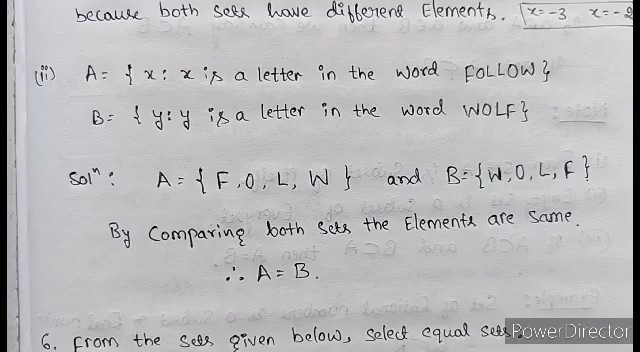 because both sets have different Elements. x=-3 x=-2
(ii) A= { x: x is a letter in the word FOLLOW }
B= { y: y is a letter in the word WOLF }
Solⁿ: A = { F, O, L, W } and B={W, O, L, F }
By Comparing both sets the Elements are same.
∴ A = B.
6. From the sets given below, select equal sets:
PowerDirector